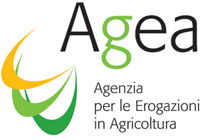 Agea
Agenzia
per le Erogazioni
in Agricoltura